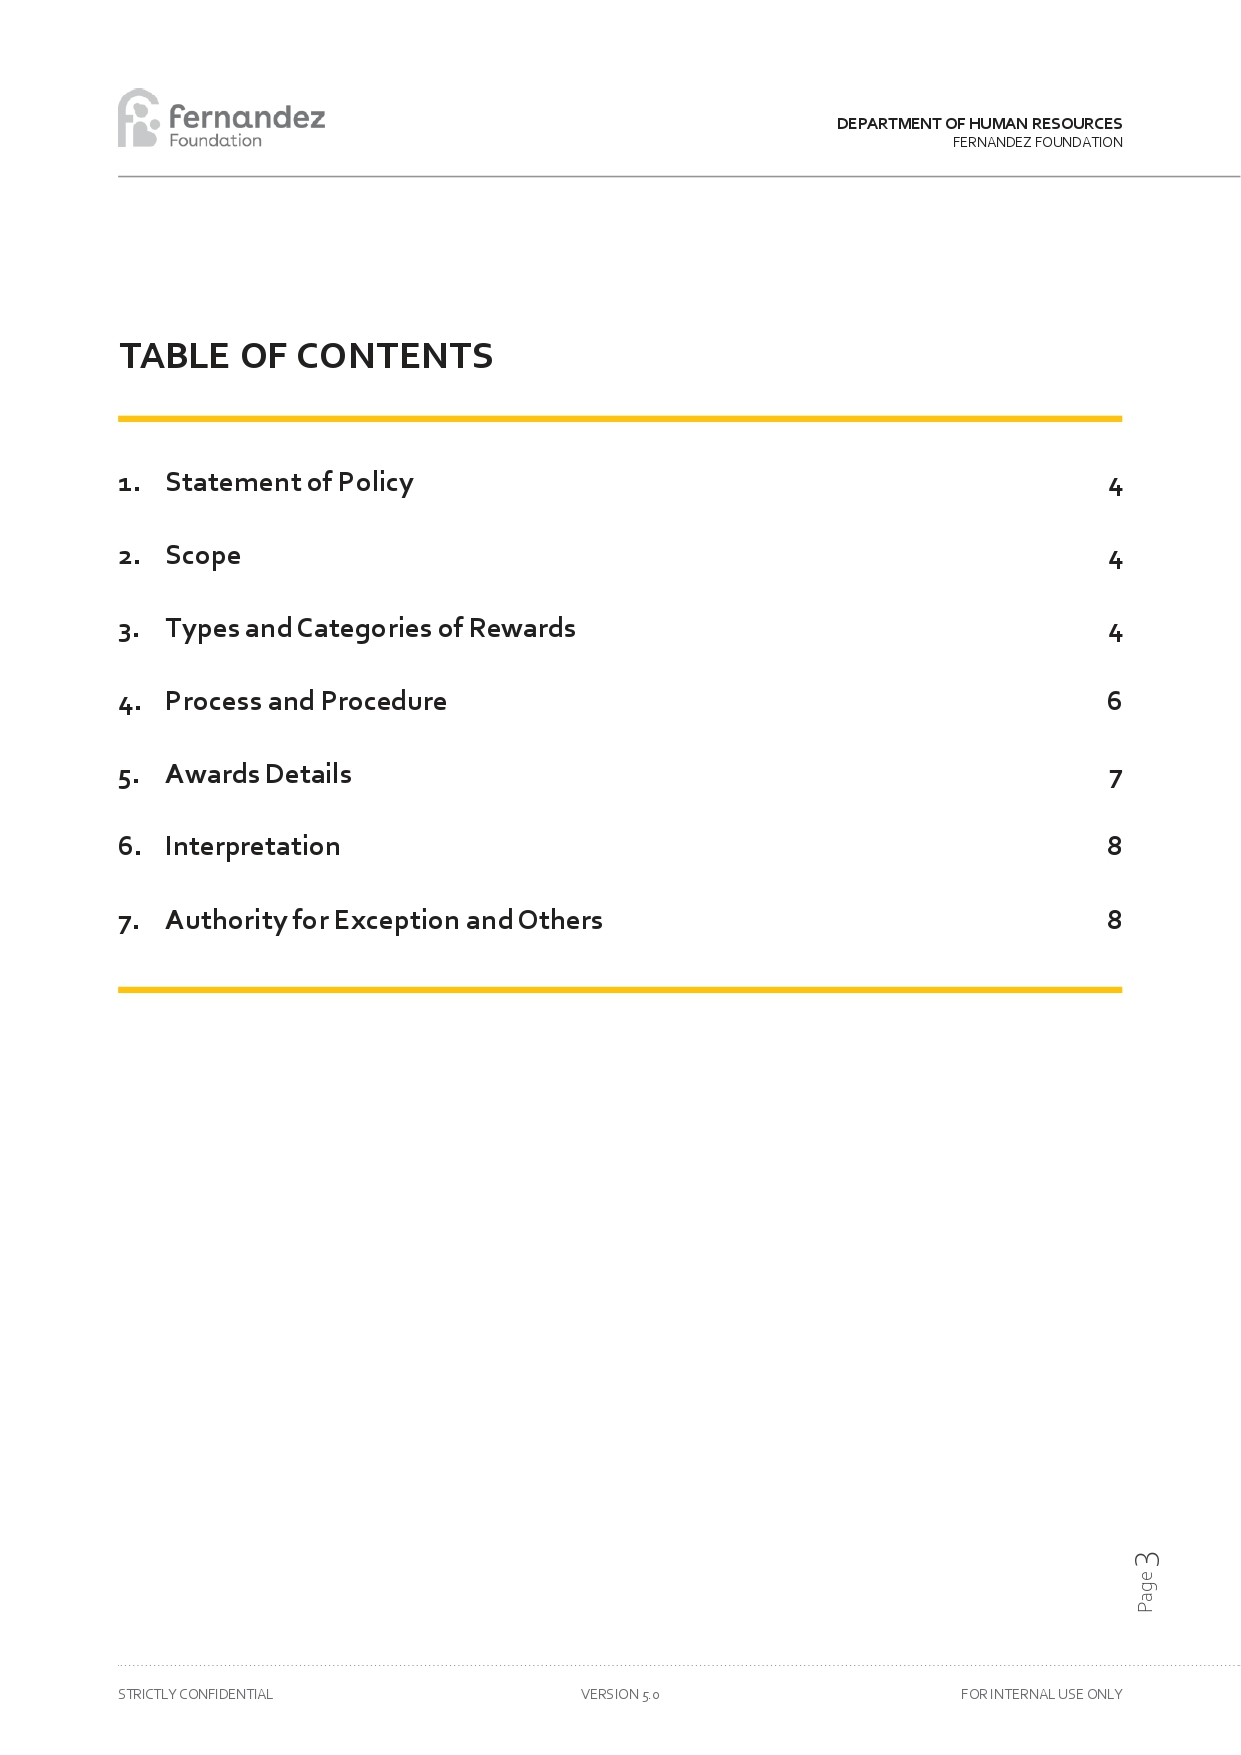 fernandez
Foundation
DEPARTMENT OF HUMAN RESOURCES
FERNANDEZ FOUNDATION
TABLE OF CONTENTS
1. Statement of Policy 4
2. Scope 4
3. Types and Categories of Rewards 4
4. Process and Procedure 6
5. Awards Details 7
6. Interpretation 8
7. Authority for Exception and Others 8
Page 3
STRICTLY CONFIDENTIAL VERSION 5.0 FOR INTERNAL USE ONLY